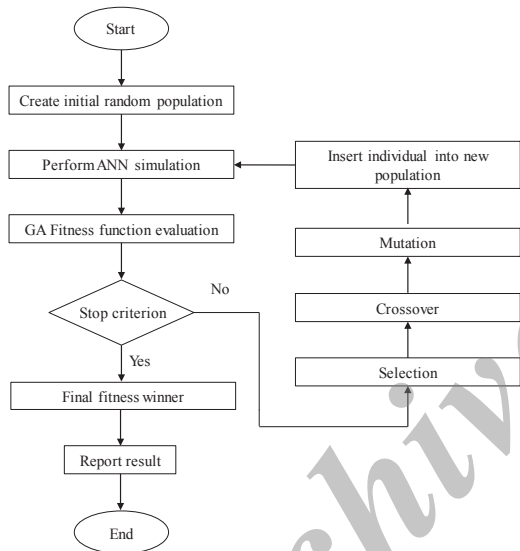 Start
Create initial random population
Perform ANN simulation
Insert individual into new
population
GA Fitness function evaluation
Mutation
No
Stop criterion
Crossover
Yes
Selection
Final fitness winner
Report result
End
chive